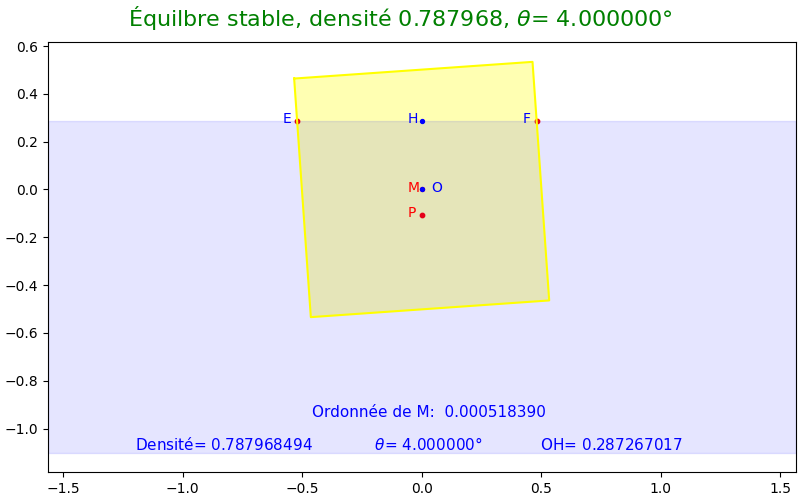 Équilbre stable, densité 0.787968, θ= 4.000000°
0.6
0.4
0.2
0.0
−0.2
−0.4
−0.6
−0.8
−1.0
E H F
M O
P
Ordonnée de M: 0.000518390
Densité= 0.787968494 θ= 4.000000° OH= 0.287267017
−1.5 −1.0 −0.5 0.0 0.5 1.0 1.5